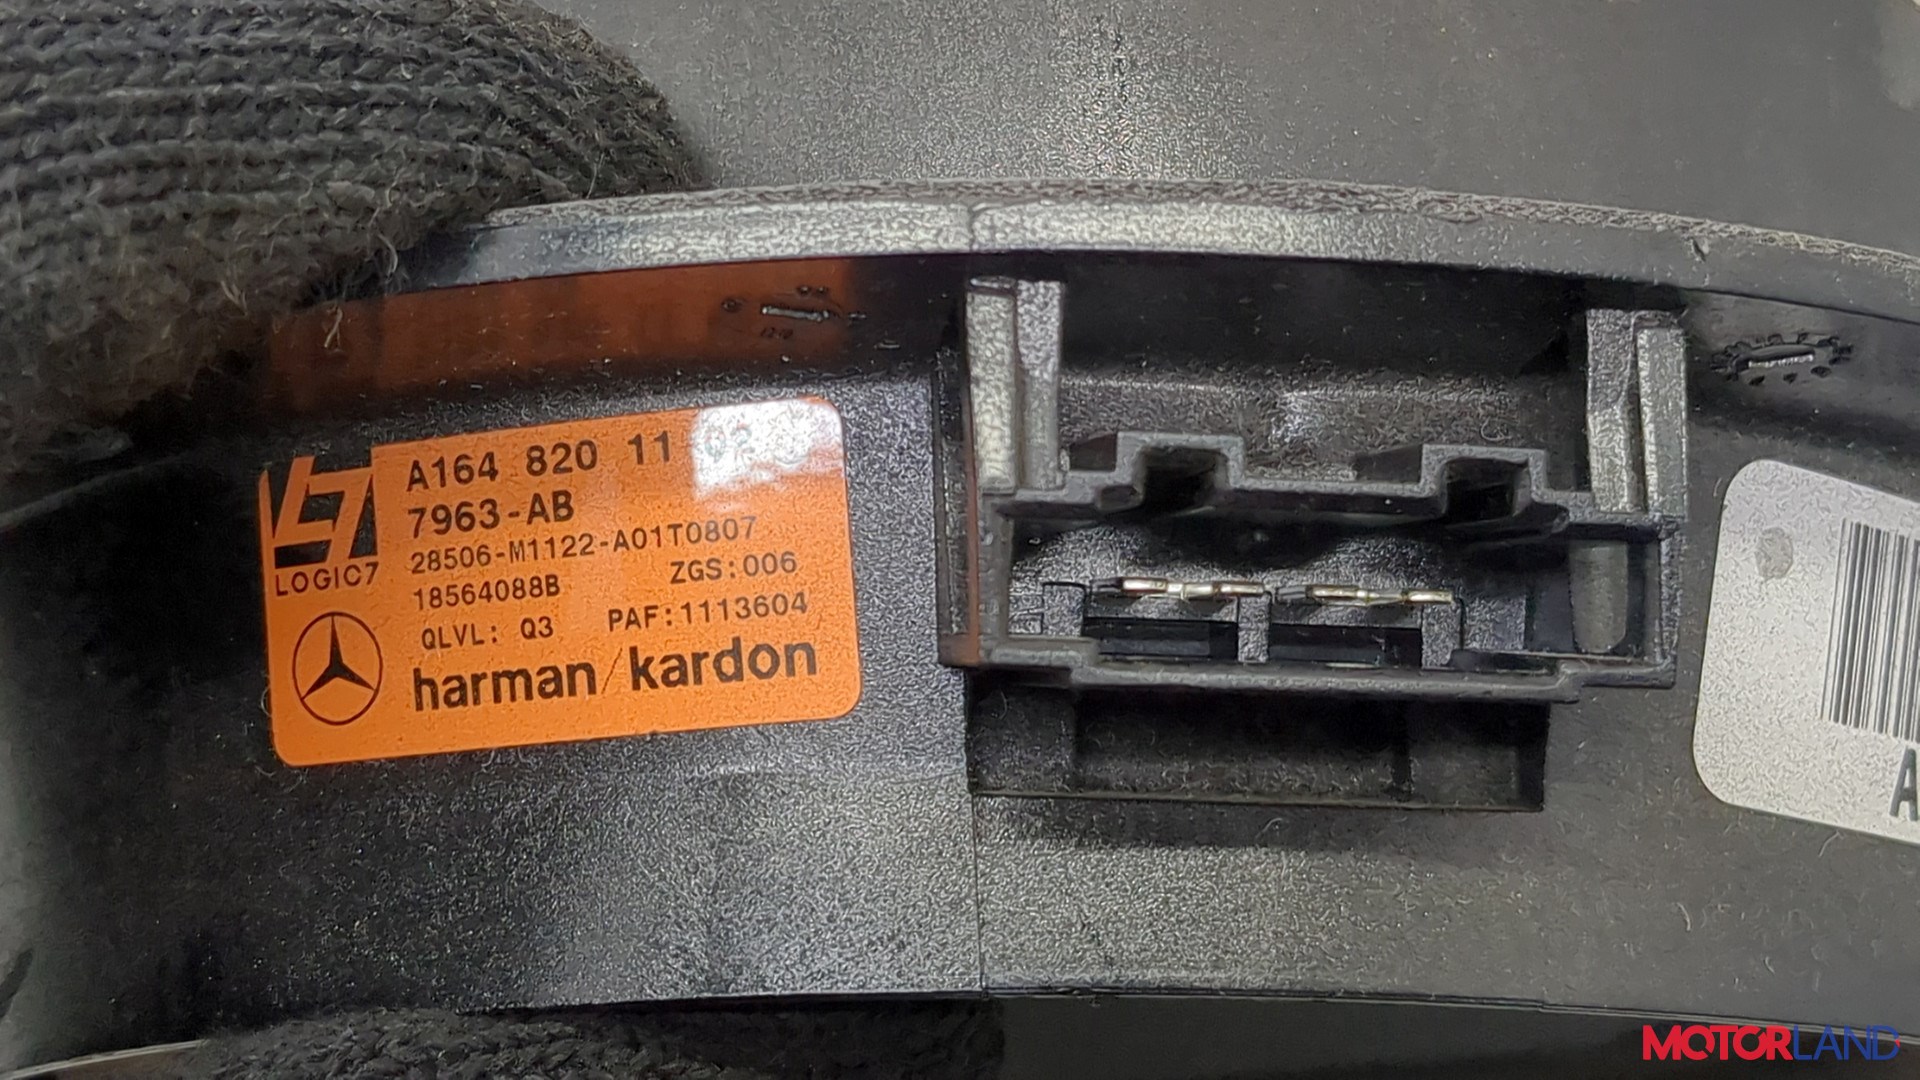 A164 820 11 02
7963-AB
28506-M1122-A01T0807
18564088B ZGS:006
QLVL: Q3 PAF:1113604
LOGIC7
harman/kardon
A
MOTORLAND